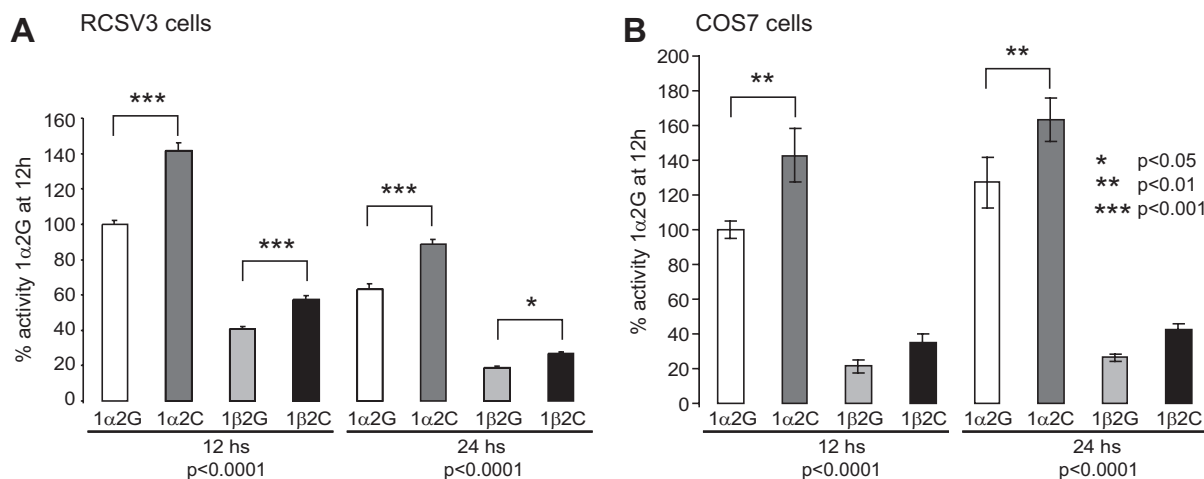 A RCSV3 cells
% activity 1α2G at 12h
160
140
120
100
80
60
40
20
0
***
***
***
*
1α2G 1α2C 1β2G 1β2C 1α2G 1α2C 1β2G 1β2C
12 hs 24 hs
p<0.0001 p<0.0001
B COS7 cells
% activity 1α2G at 12h
200
180
160
140
120
100
80
60
40
20
0
**
**
* p<0.05
** p<0.01
*** p<0.001
1α2G 1α2C 1β2G 1β2C 1α2G 1α2C 1β2G 1β2C
12 hs 24 hs
p<0.0001 p<0.0001